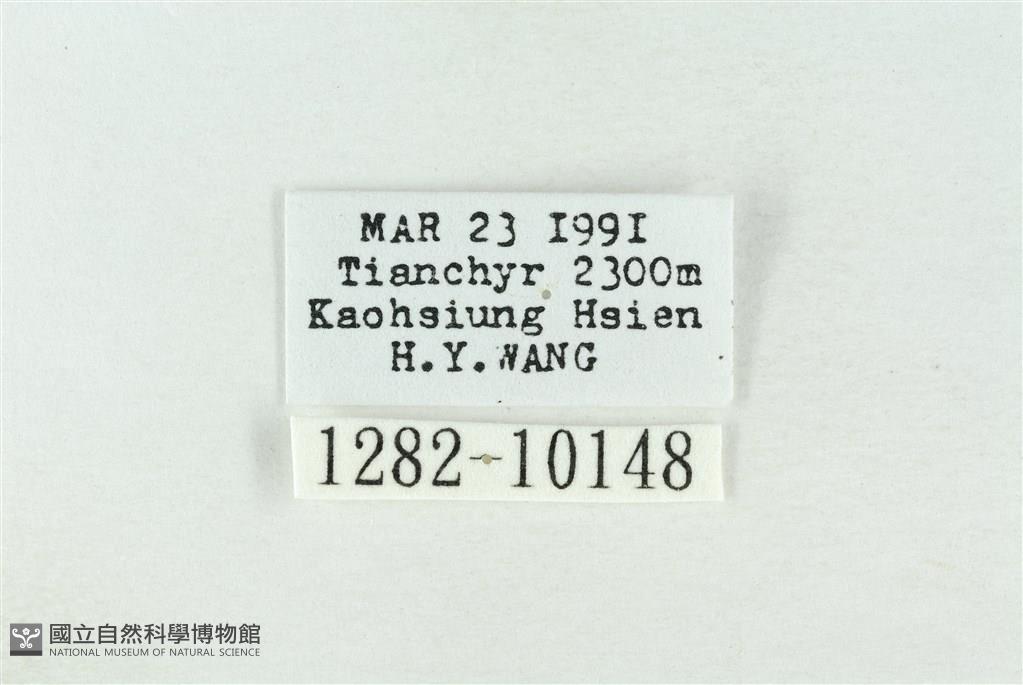 MAR 23 1991
Tianchyr 2300m
Kaohsiung Hsien
H.Y.WANG
1282-10148
國立自然科學博物館
NATIONAL MUSEUM OF NATURAL SCIENCE